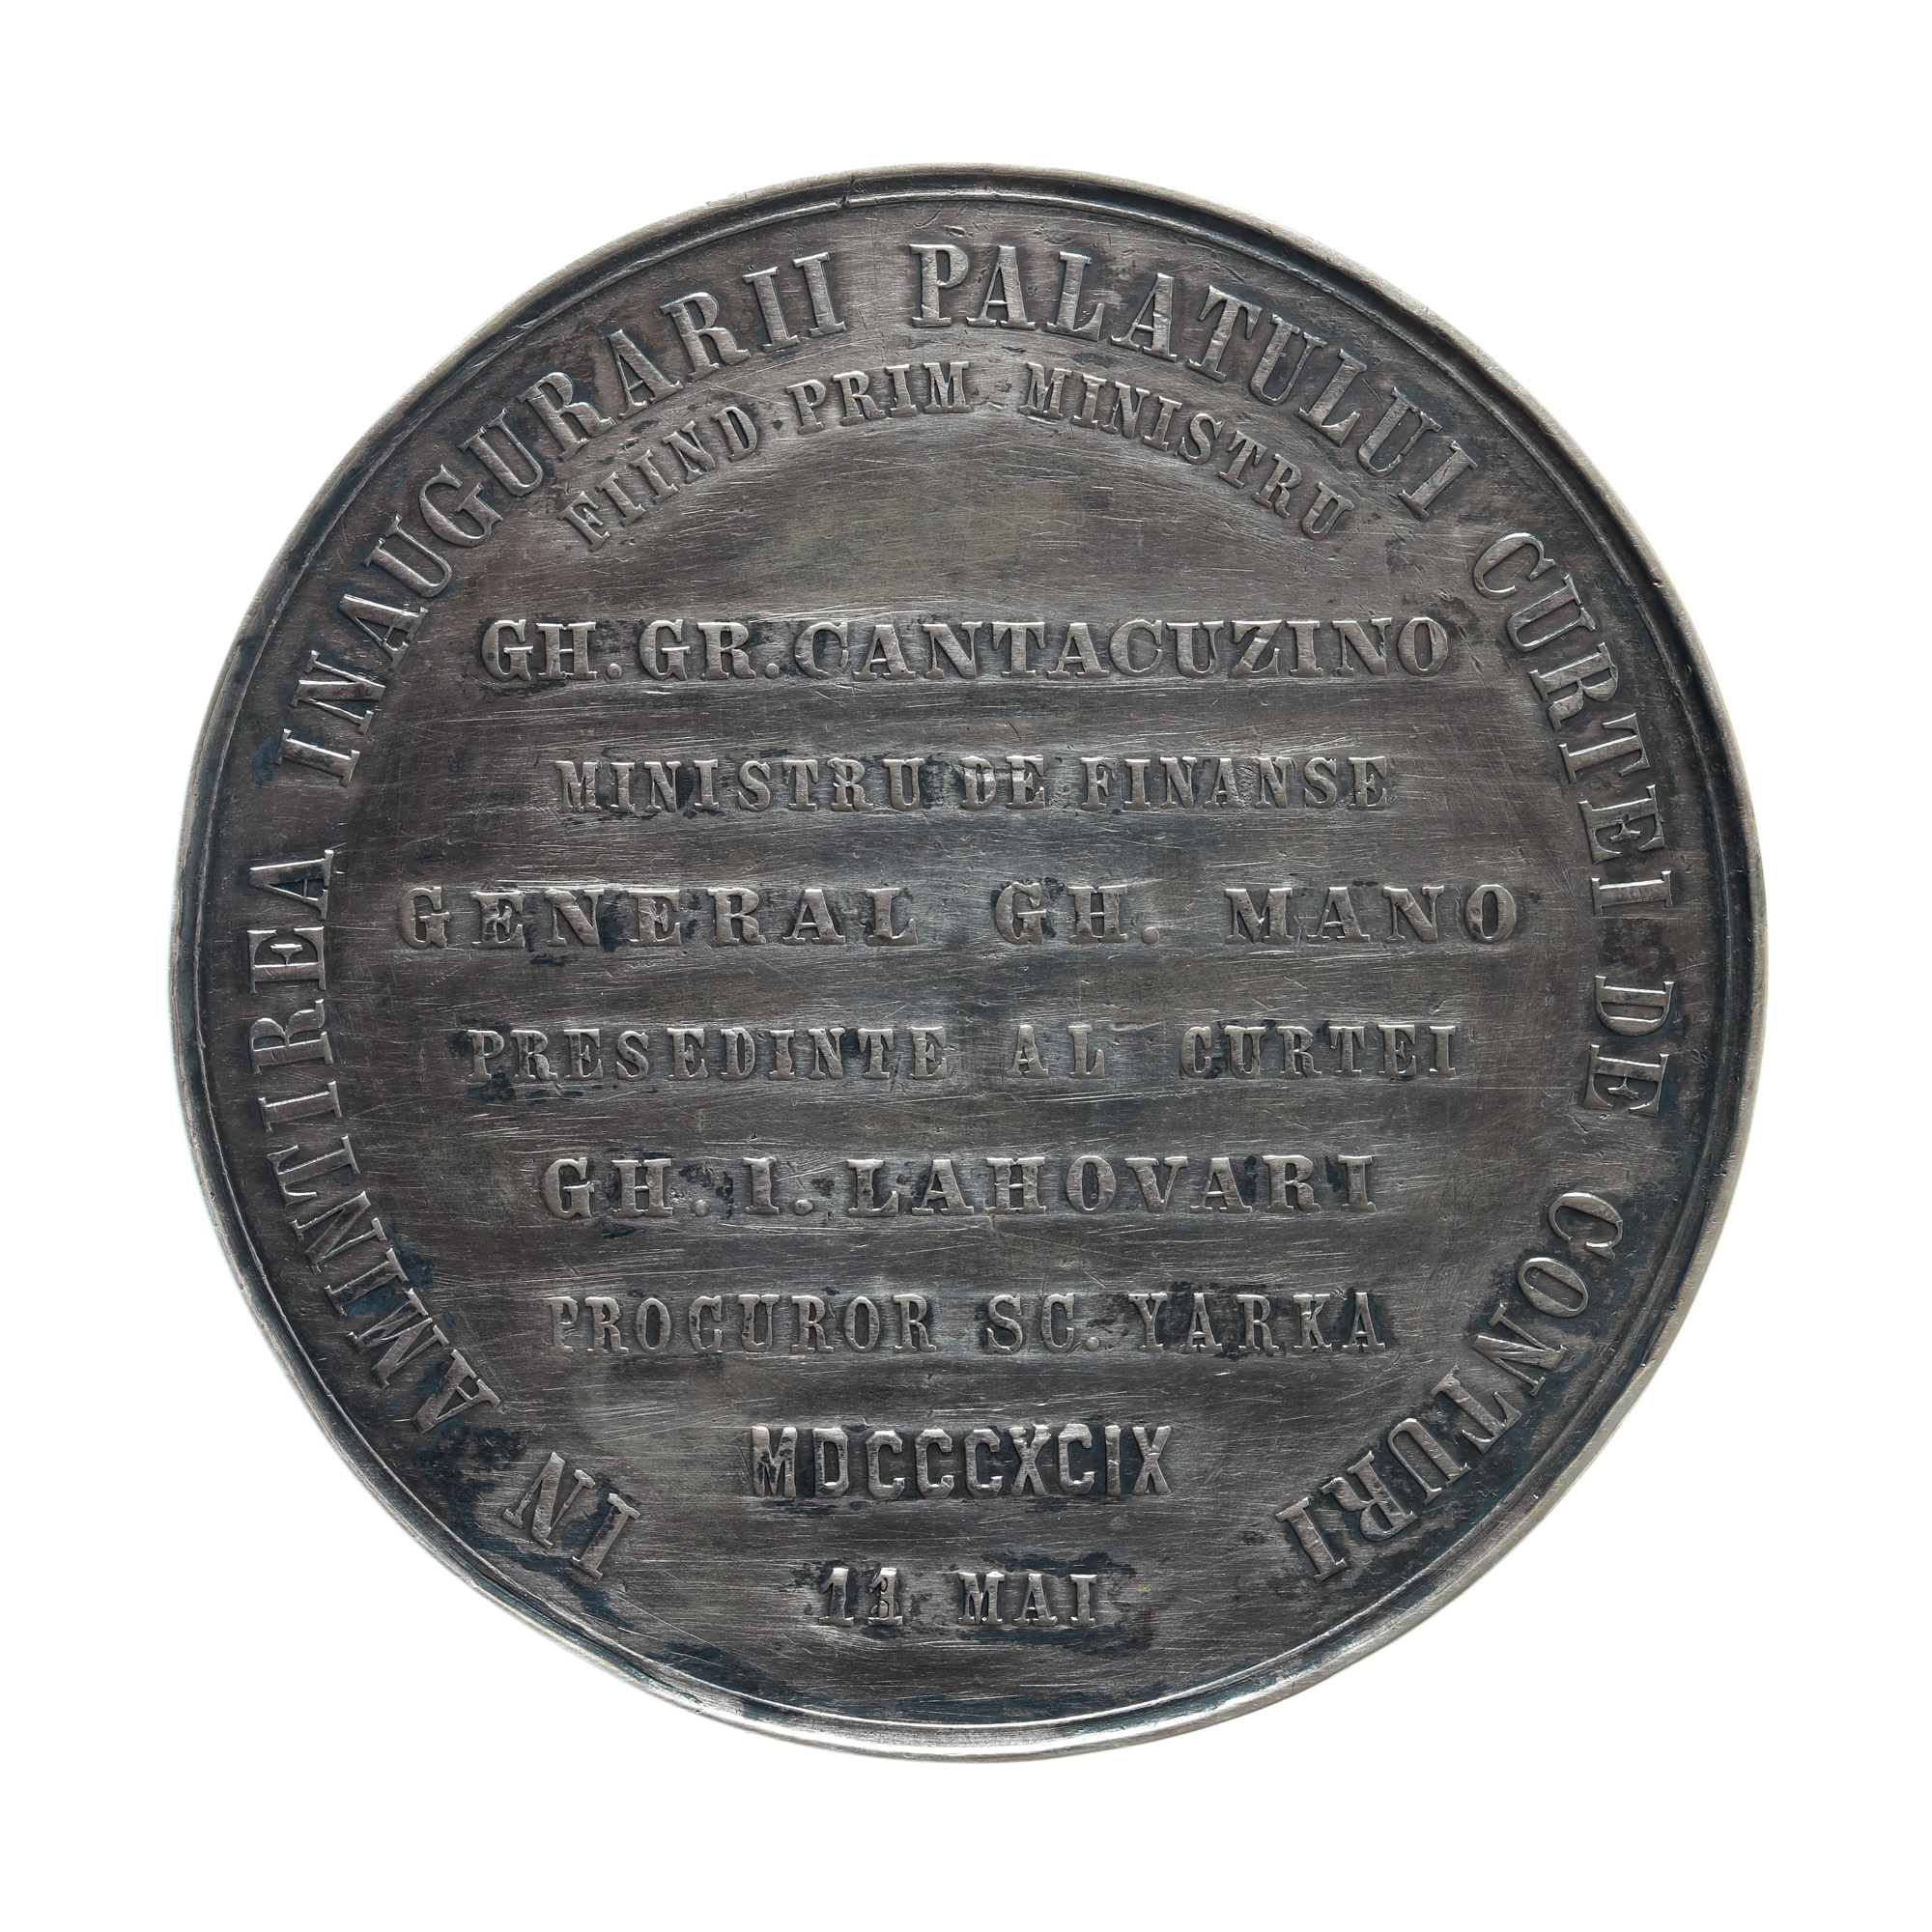 IN AMINTIREA INAUGURARII PALATULUI CURTEI DE CONTURI
FIIND PRIM MINISTRU
GH. GR. CANTACUZINO
MINISTRU DE FINANSE
GENERAL GH. MANO
PRESEDINTE AL CURTEI
GH. I. LAHOVARI
PROCUROR SC. YARKA
MDCCCXCIX
11 MAI